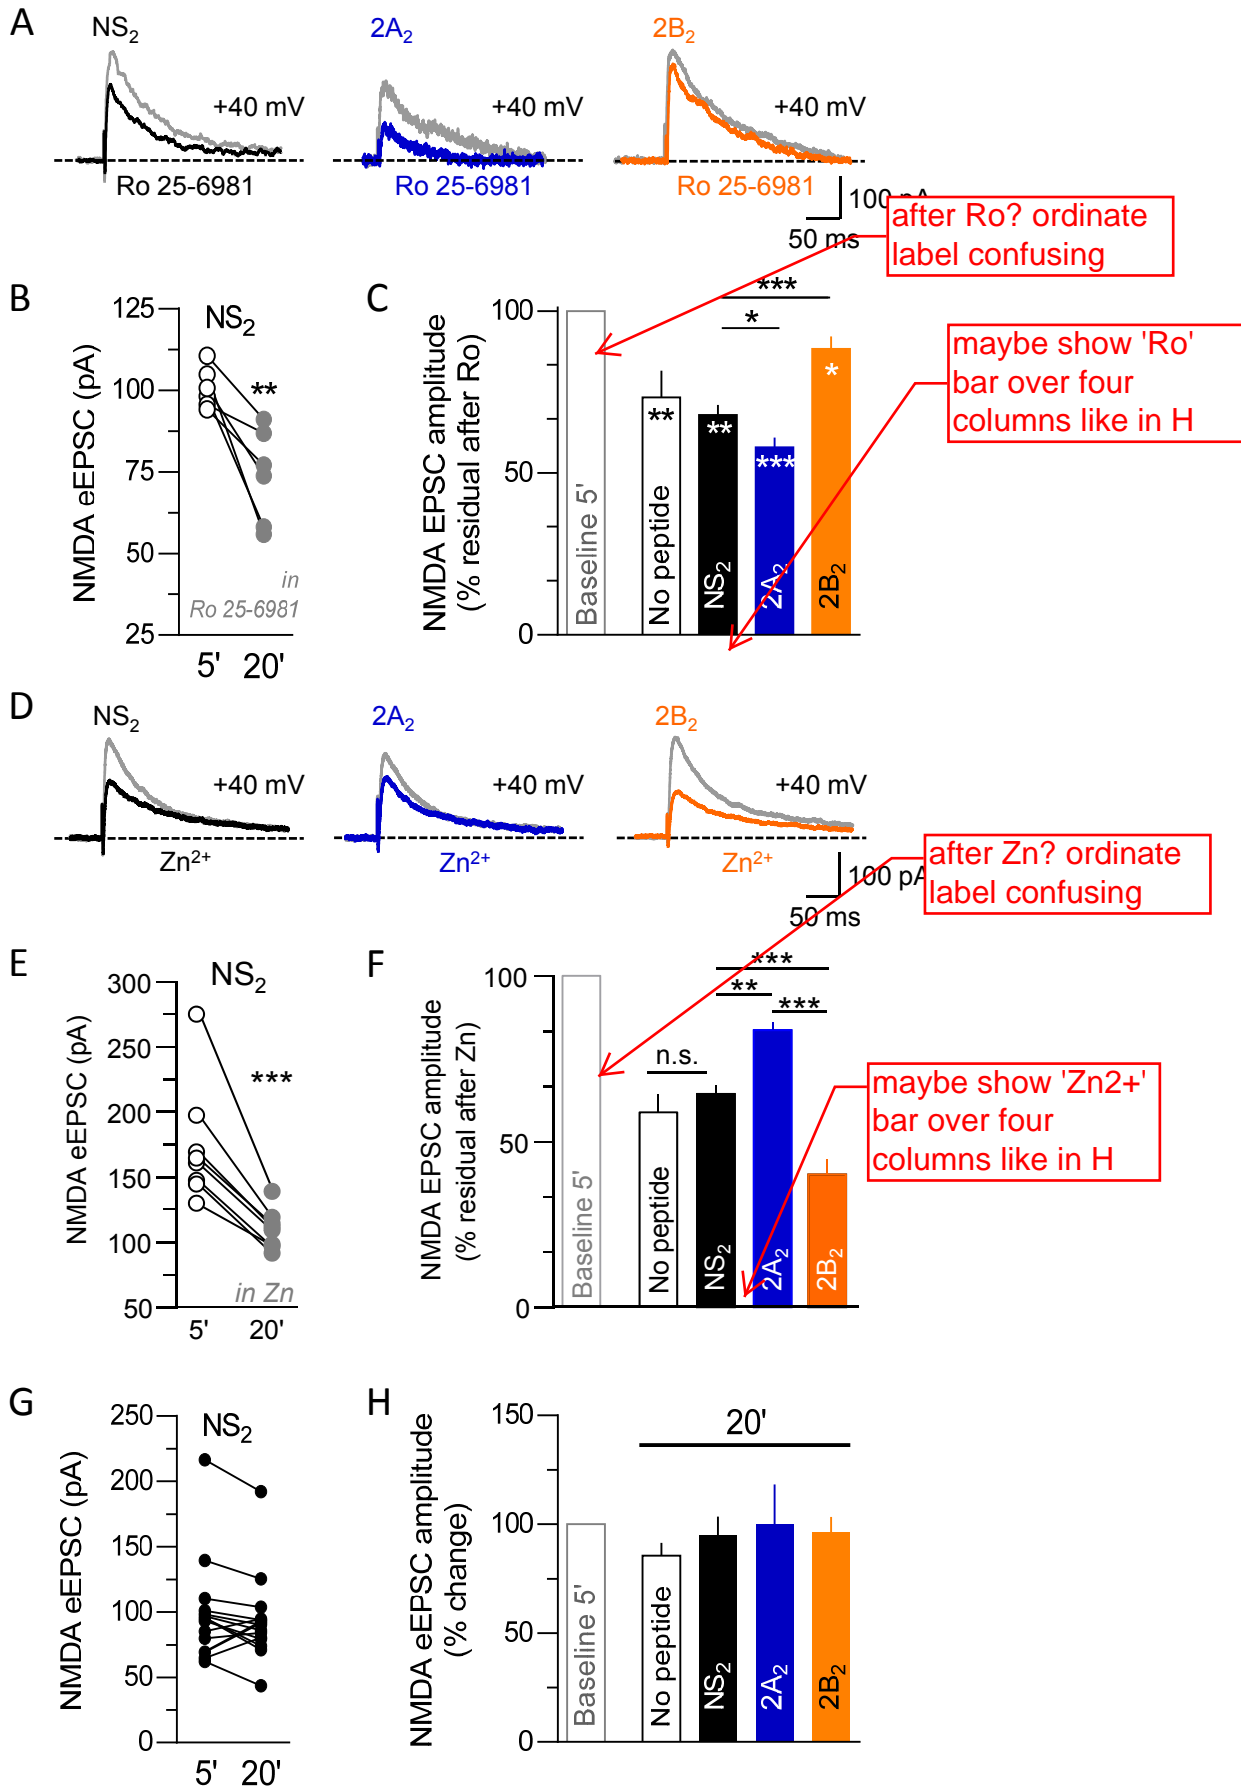 A
NS2
2A2
2B2
+40 mV
+40 mV
+40 mV
Ro 25-6981
Ro 25-6981
Ro 25-6981
100 pA
50 ms
after Ro? ordinate
label confusing
B
NMDA eEPSC (pA)
125
100
75
50
25
NS2
**
in
Ro 25-6981
5'
20'
C
NMDA EPSC amplitude
(% residual after Ro)
100
50
0
***
*
**
**
***
*
Baseline 5'
No peptide
NS2
2A2
2B2
maybe show 'Ro'
bar over four
columns like in H
D
NS2
2A2
2B2
+40 mV
+40 mV
+40 mV
Zn2+
Zn2+
Zn2+
100 pA
50 ms
after Zn? ordinate
label confusing
E
NMDA eEPSC (pA)
300
250
200
150
100
50
NS2
***
in Zn
5'
20'
F
NMDA EPSC amplitude
(% residual after Zn)
100
50
0
***
**
***
n.s.
Baseline 5'
No peptide
NS2
2A2
2B2
maybe show 'Zn2+'
bar over four
columns like in H
G
NMDA eEPSC (pA)
250
200
150
100
50
0
NS2
5'
20'
H
NMDA eEPSC amplitude
(% change)
150
100
50
0
20'
Baseline 5'
No peptide
NS2
2A2
2B2